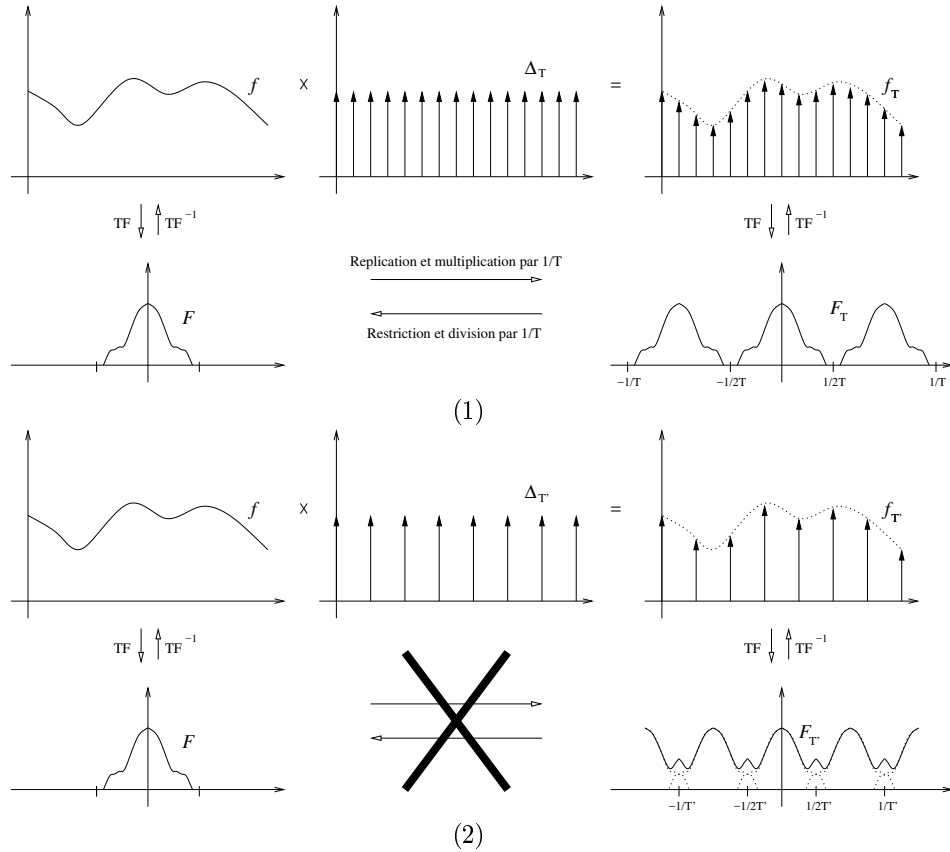 f
×
Δ_T
=
f_T
TF
TF⁻¹
TF
TF⁻¹
Replication et multiplication par 1/T
Restriction et division par 1/T
F
F_T
−1/T
−1/2T
1/2T
1/T
(1)
f
×
Δ_T'
=
f_T'
TF
TF⁻¹
TF
TF⁻¹
F
F_T'
−1/T'
−1/2T'
1/2T'
1/T'
(2)